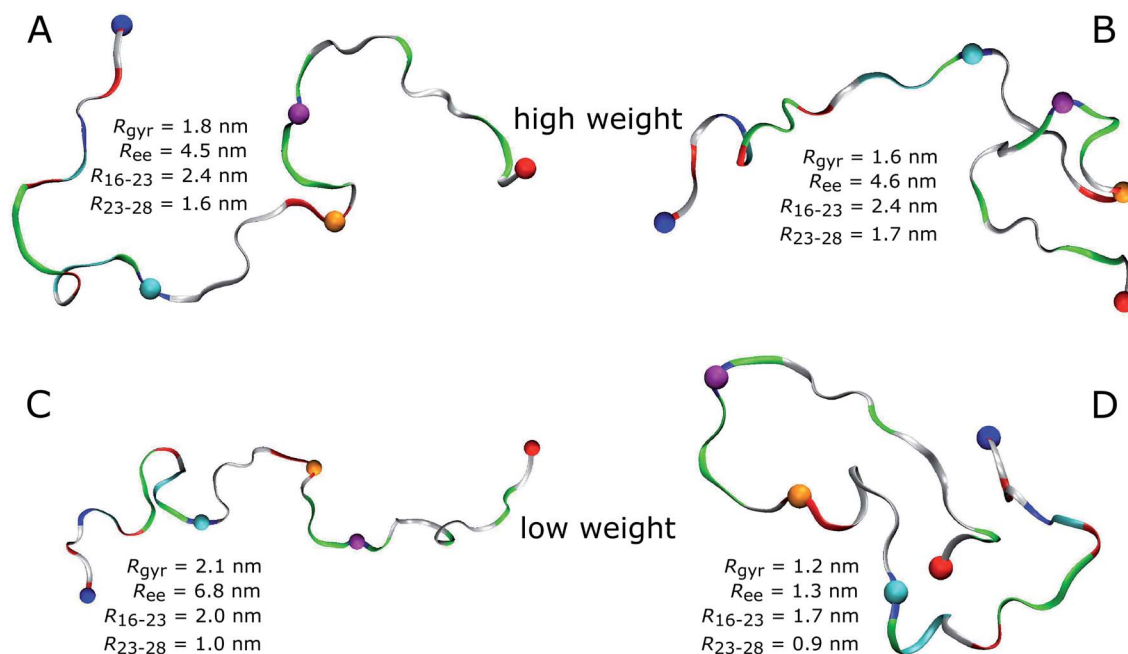 A
R_gyr = 1.8 nm
R_ee = 4.5 nm
R_16-23 = 2.4 nm
R_23-28 = 1.6 nm
high weight
B
R_gyr = 1.6 nm
R_ee = 4.6 nm
R_16-23 = 2.4 nm
R_23-28 = 1.7 nm
C
R_gyr = 2.1 nm
R_ee = 6.8 nm
R_16-23 = 2.0 nm
R_23-28 = 1.0 nm
low weight
D
R_gyr = 1.2 nm
R_ee = 1.3 nm
R_16-23 = 1.7 nm
R_23-28 = 0.9 nm